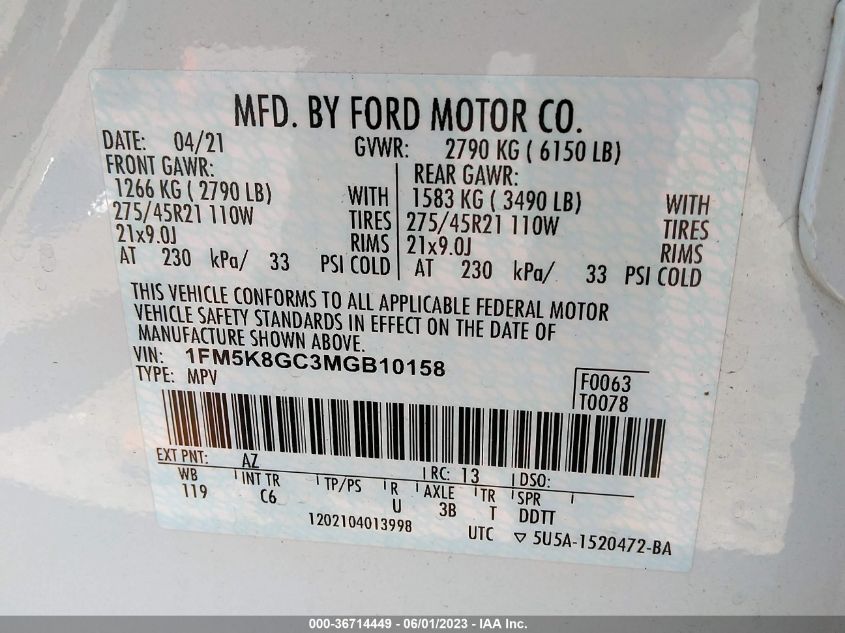 MFD. BY FORD MOTOR CO.
DATE: 04/21 GVWR: 2790 KG ( 6150 LB)
FRONT GAWR: REAR GAWR:
1266 KG ( 2790 LB) WITH 1583 KG ( 3490 LB) WITH
275/45R21 110W TIRES 275/45R21 110W TIRES
21x9.0J RIMS 21x9.0J RIMS
AT 230 kPa/ 33 PSI COLD AT 230 kPa/ 33 PSI COLD
THIS VEHICLE CONFORMS TO ALL APPLICABLE FEDERAL MOTOR
VEHICLE SAFETY STANDARDS IN EFFECT ON THE DATE OF
MANUFACTURE SHOWN ABOVE.
VIN: 1FM5K8GC3MGB10158
TYPE: MPV F0063
T0078
EXT PNT: AZ RC: 13 DSO:
WB INT TR TP/PS R AXLE TR SPR
119 C6 U 3B T DDTT
1202104013998 UTC ▽ 5U5A-1520472-BA
000-36714449 - 06/01/2023 - IAA Inc.